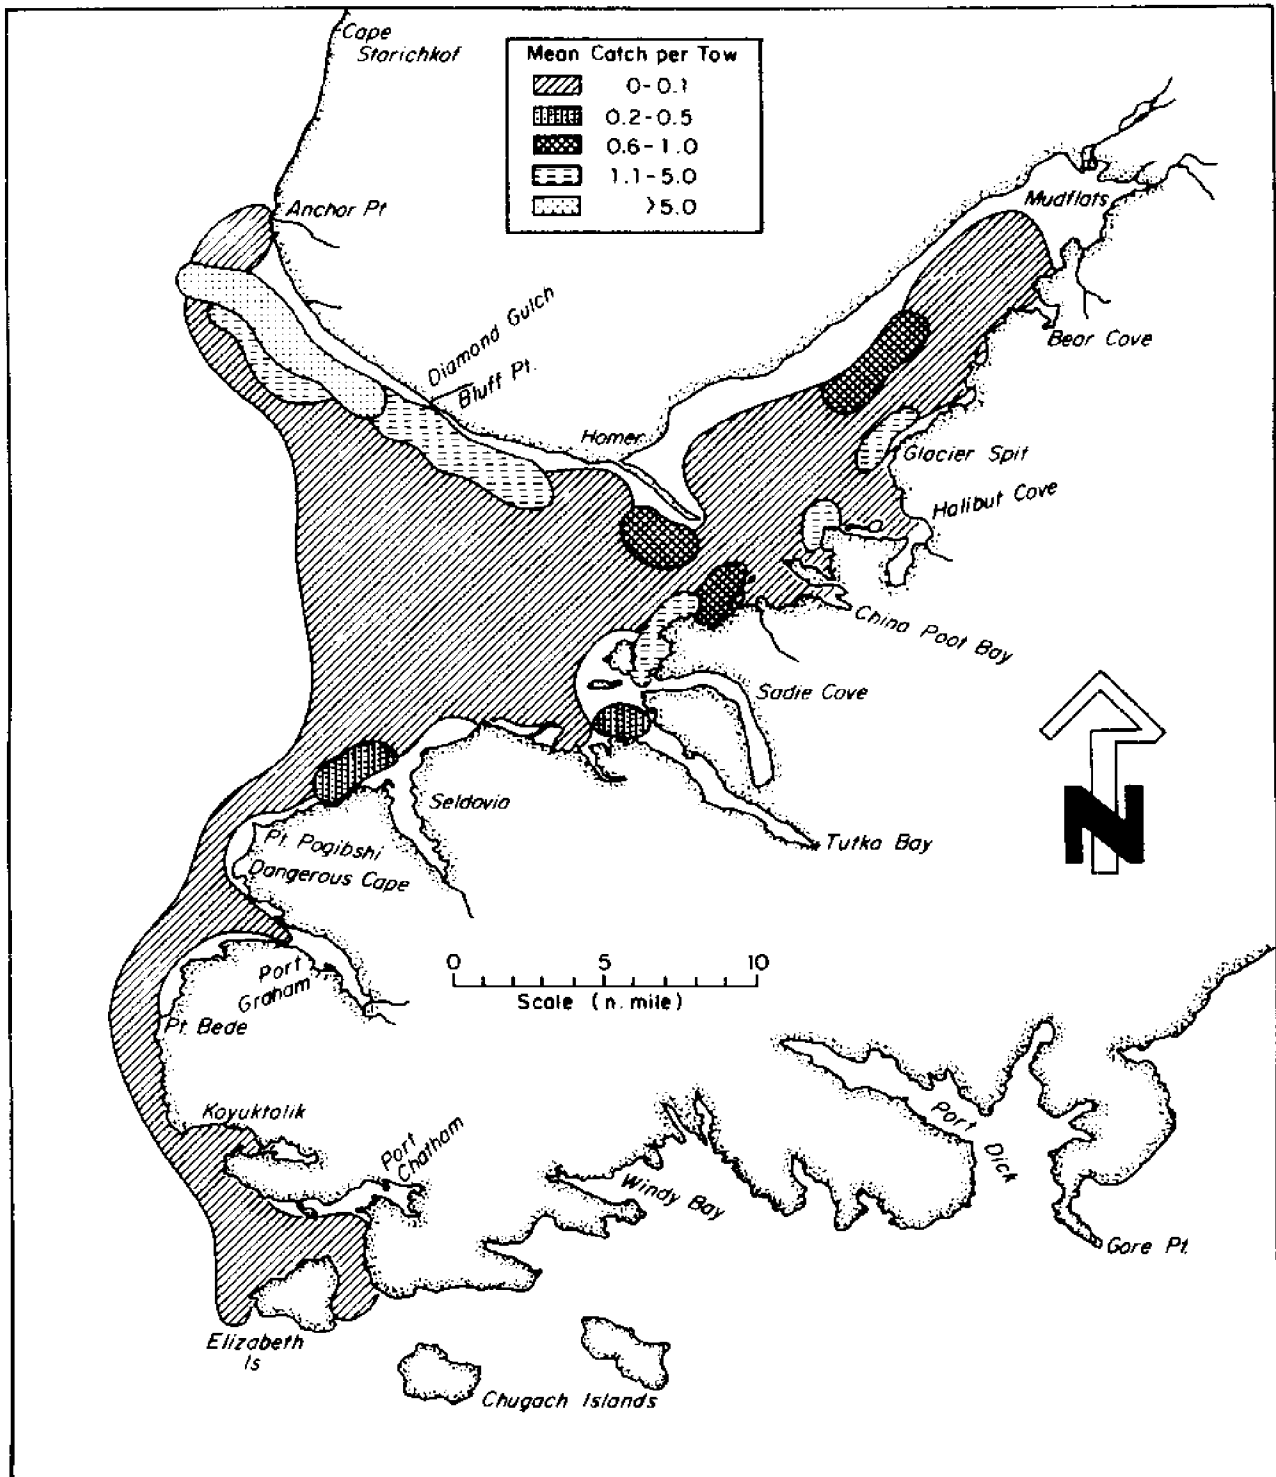 Cape
Starichkof
Mean Catch per Tow
0-0.1
0.2-0.5
0.6-1.0
1.1-5.0
>5.0
Anchor Pt
Mudflats
Diamond Gulch
Bluff Pt.
Bear Cove
Homer
Glacier Spit
Halibut Cove
China Poot Bay
Sadie Cove
Seldovia
Tutka Bay
N
Pt. Pogibshi
Dangerous Cape
Port
Graham
0 5 10
Scale (n. mile)
Pt. Bede
Koyuktolik
Port
Chatham
Windy Bay
Port
Dick
Gore Pt.
Elizabeth
Is
Chugach Islands